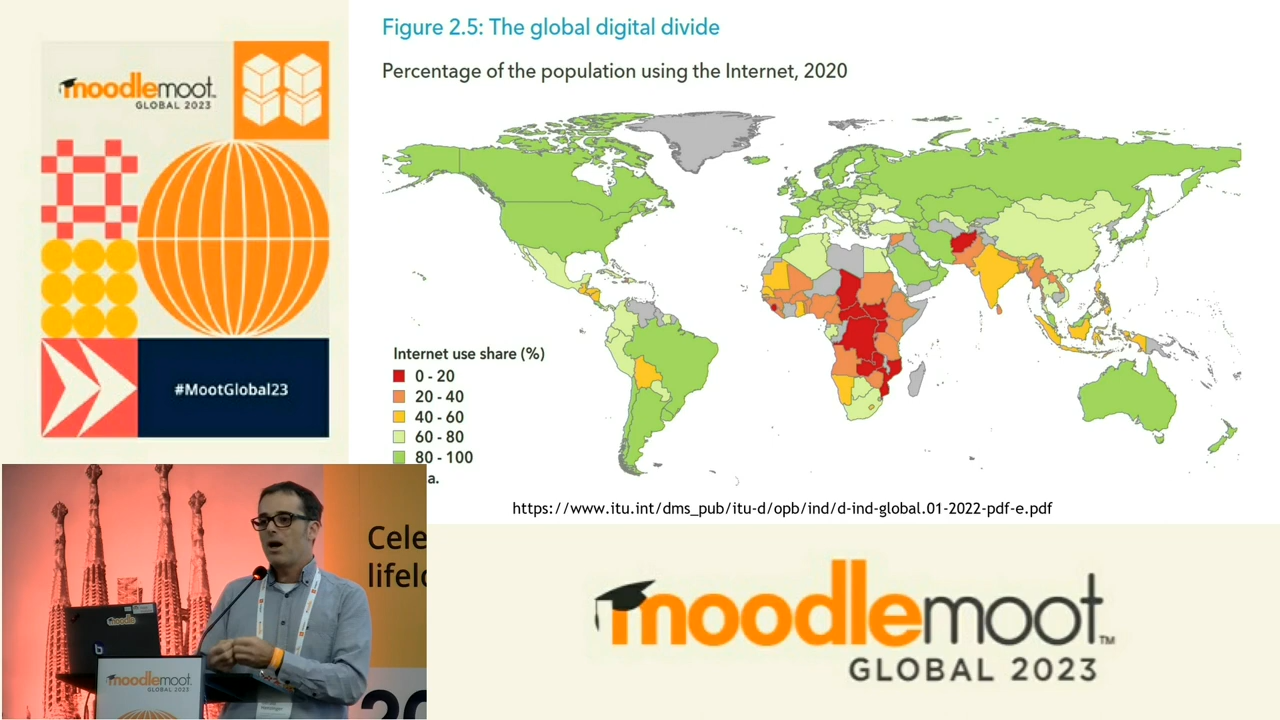 moodlemoot
GLOBAL 2023
#MootGlobal23
Figure 2.5: The global digital divide
Percentage of the population using the Internet, 2020
Internet use share (%)
0 - 20
20 - 40
40 - 60
60 - 80
80 - 100
a.
https://www.itu.int/dms_pub/itu-d/opb/ind/d-ind-global.01-2022-pdf-e.pdf
Cele
lifelo
20
moodle
b
moodlemoot
GLOBAL 2023
moodlemoot™
GLOBAL 2023